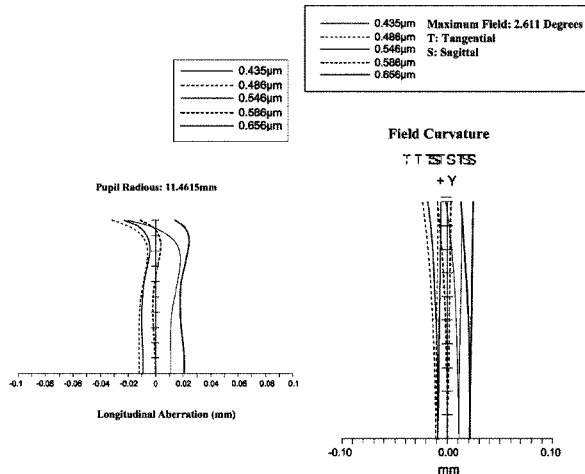 0.435µm
0.486µm
0.546µm
0.586µm
0.656µm
Maximum Field: 2.611 Degrees
T: Tangential
S: Sagittal
0.435µm
0.486µm
0.546µm
0.586µm
0.656µm
Field Curvature
+ Y
Pupil Radious: 11.4615mm
-0.1 -0.08 -0.06 -0.04 -0.02 0 0.02 0.04 0.06 0.08 0.1
Longitudinal Aberration (mm)
-0.10 0.00 0.10
mm